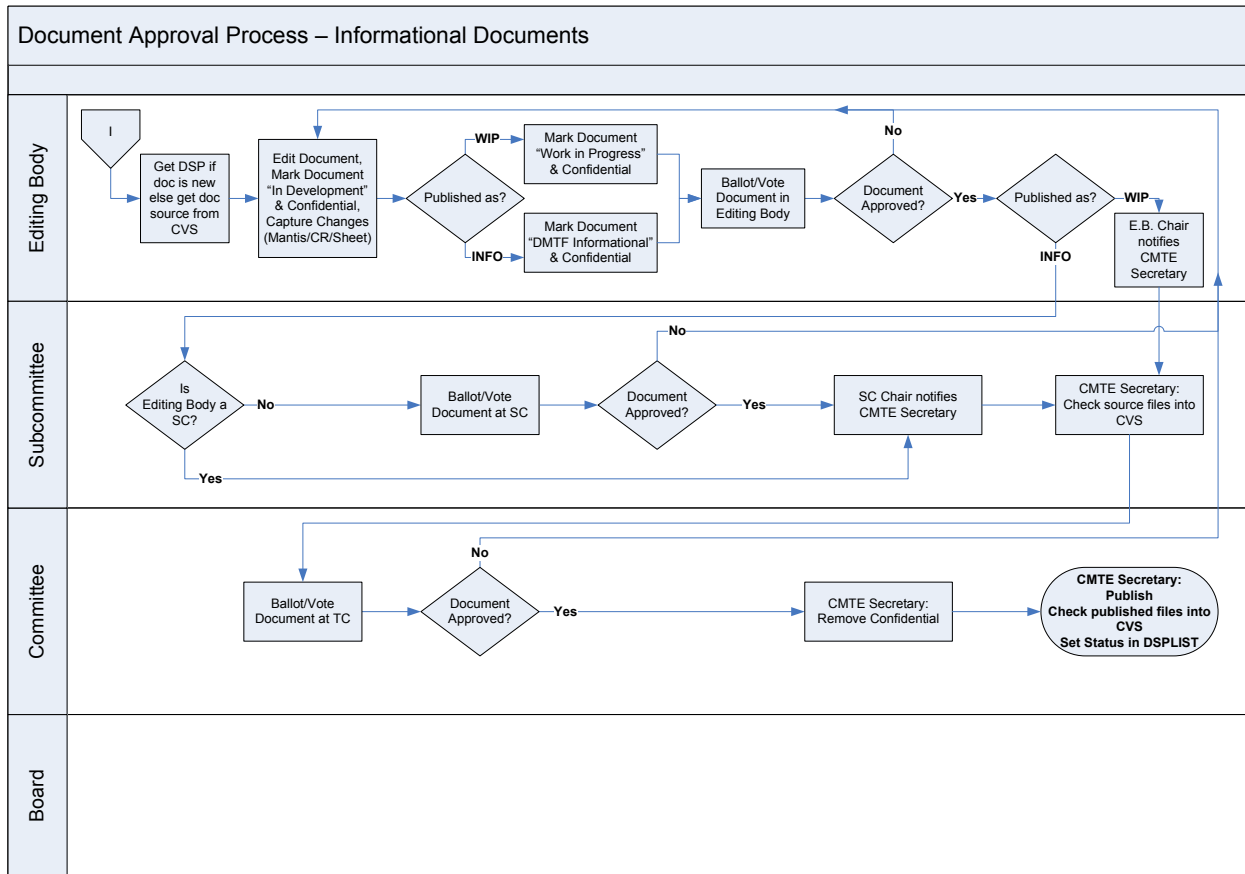 Document Approval Process – Informational Documents
Editing Body
I
Get DSP if
doc is new
else get doc
source from
CVS
Edit Document,
Mark Document
“In Development”
& Confidential,
Capture Changes
(Mantis/CR/Sheet)
Published as?
WIP
INFO
Mark Document
“Work in Progress”
& Confidential
Mark Document
“DMTF Informational”
& Confidential
Ballot/Vote
Document in
Editing Body
No
Document
Approved?
Yes
Published as?
WIP
INFO
E.B. Chair
notifies
CMTE
Secretary
Subcommittee
Is
Editing Body a
SC?
No
Yes
Ballot/Vote
Document at SC
Document
Approved?
No
Yes
SC Chair notifies
CMTE Secretary
CMTE Secretary:
Check source files into
CVS
Committee
Ballot/Vote
Document at TC
No
Document
Approved?
Yes
CMTE Secretary:
Remove Confidential
CMTE Secretary:
Publish
Check published files into
CVS
Set Status in DSPLIST
Board